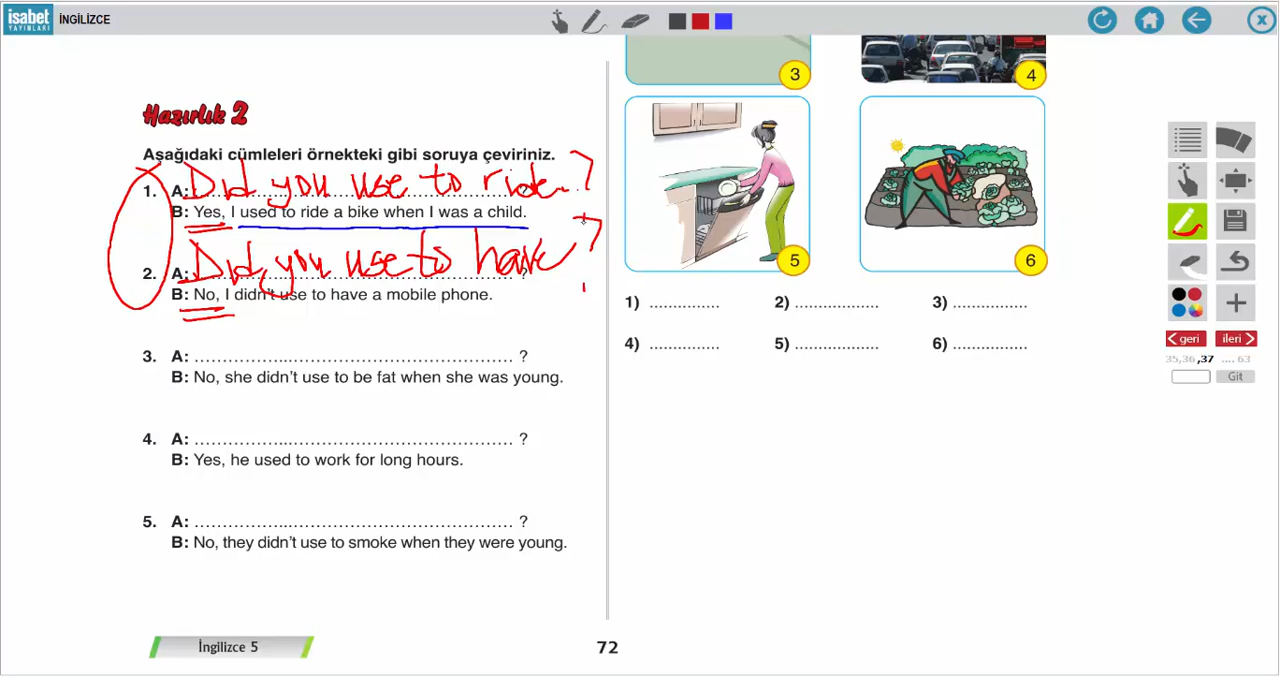 isabet
YAYINLARI
İNGİLİZCE
Hazırlık 2
Aşağıdaki cümleleri örnekteki gibi soruya çeviriniz.
1. A: Did you use to ride..?
B: Yes, I used to ride a bike when I was a child.
2. A: Did you use to have ?
B: No, I didn't use to have a mobile phone.
3. A: ……………...………………………………… ?
B: No, she didn't use to be fat when she was young.
4. A: ……………...………………………………… ?
B: Yes, he used to work for long hours.
5. A: ……………...………………………………… ?
B: No, they didn't use to smoke when they were young.
3
4
5
6
1) ………….. 2) …………….. 3) …………..
4) ………….. 5) …………….. 6) …………..
geri
ileri
35,36 ,37 .... 63
Git
İngilizce 5
72